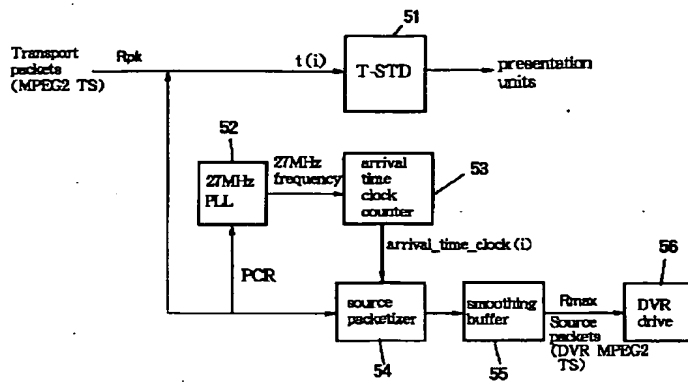 51
Transport
packets
(MPEG2 TS)
Rpk
t(i)
T-STD
presentation
units
52
27MHz
PLL
27MHz
frequency
arrival
time
clock
counter
53
arrival_time_clock(i)
PCR
source
packetizer
54
smoothing
buffer
55
Rmax
Source
packets
(DVR MPEG2
TS)
56
DVR
drive